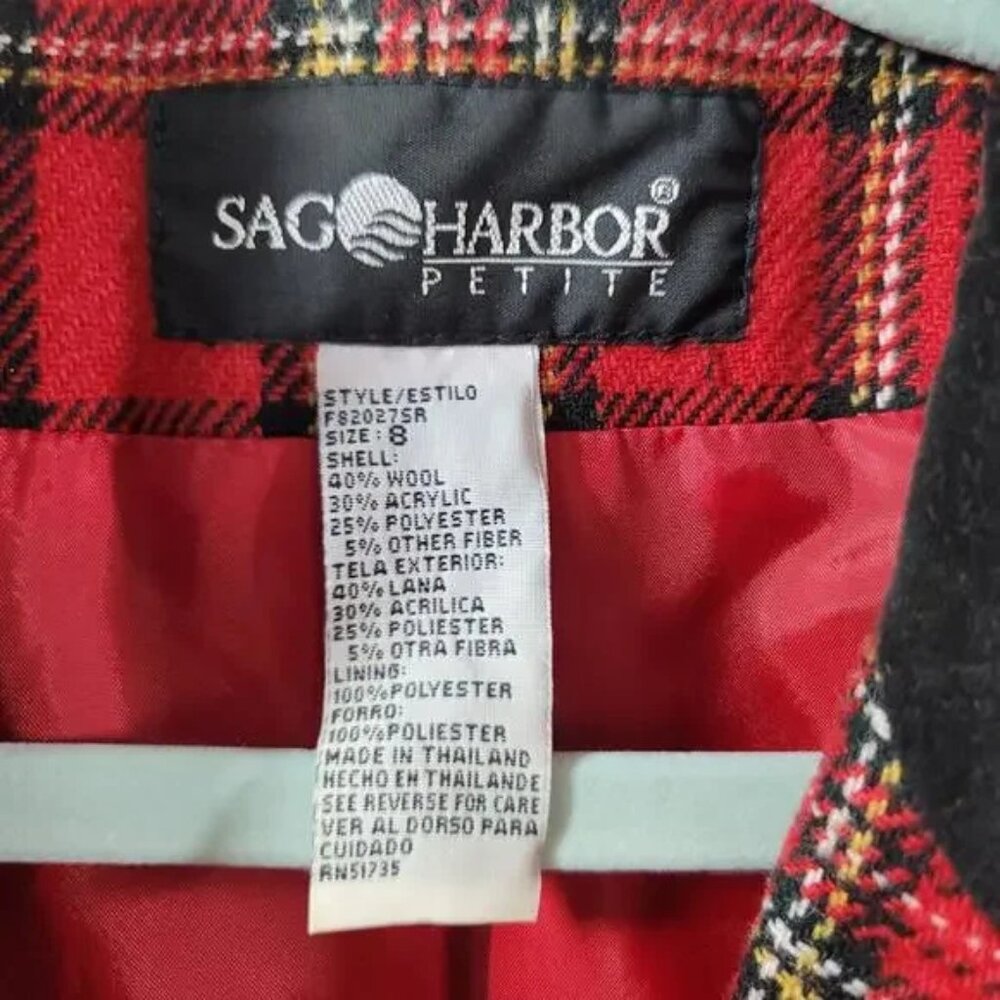 SAG HARBOR®
PETITE
STYLE/ESTILO
F82027SR
SIZE: 8
SHELL:
40% WOOL
30% ACRYLIC
25% POLYESTER
5% OTHER FIBER
TELA EXTERIOR:
40% LANA
30% ACRILICA
25% POLIESTER
5% OTRA FIBRA
LINING:
100% POLYESTER
FORRO:
100% POLIESTER
MADE IN THAILAND
HECHO EN THAILANDE
SEE REVERSE FOR CARE
VER AL DORSO PARA
CUIDADO
RN51735